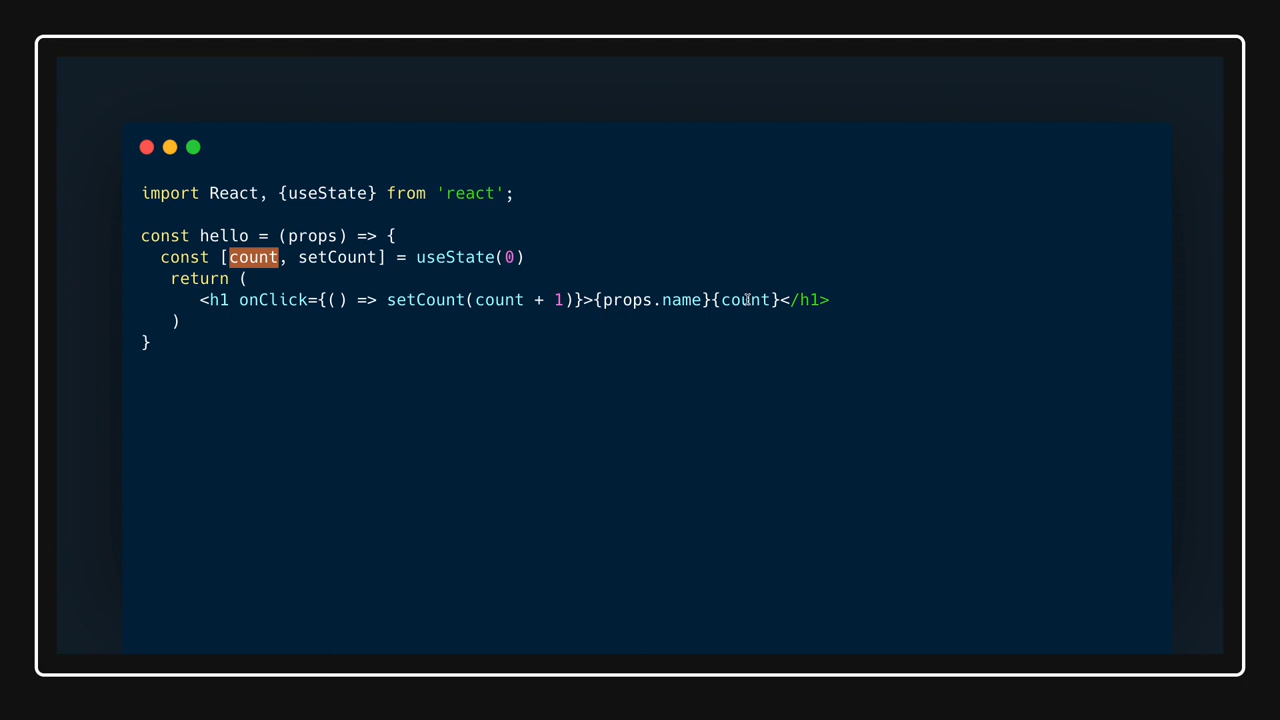 import React, {useState} from 'react';
const hello = (props) => {
const [count, setCount] = useState(0)
return (
<h1 onClick={() => setCount(count + 1)}>{props.name}{count}</h1>
)
}